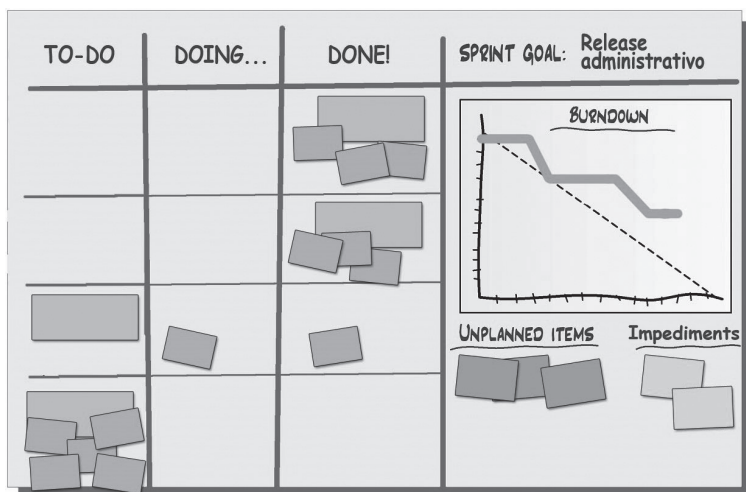 TO-DO
DOING...
DONE!
SPRINT GOAL: Release
administrativo
BURNDOWN
UNPLANNED ITEMS
Impediments